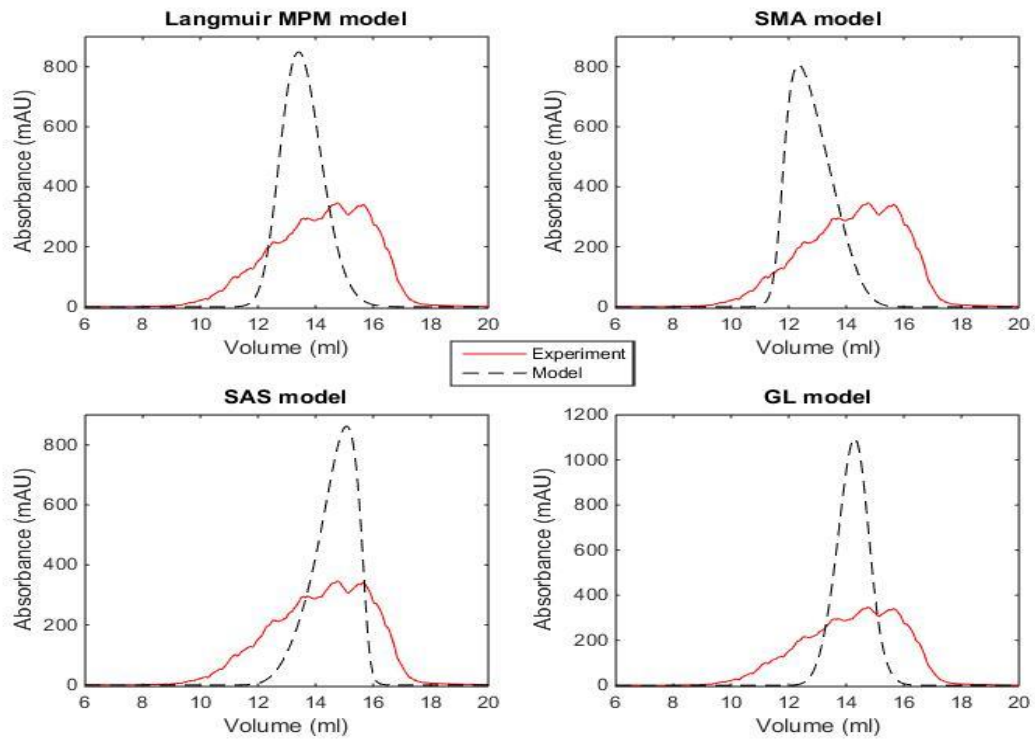 Langmuir MPM model
Absorbance (mAU)
800
600
400
200
0
6 8 10 12 14 16 18 20
Volume (ml)
SMA model
Absorbance (mAU)
800
600
400
200
0
6 8 10 12 14 16 18 20
Volume (ml)
Experiment
Model
SAS model
Absorbance (mAU)
800
600
400
200
0
6 8 10 12 14 16 18 20
Volume (ml)
GL model
Absorbance (mAU)
1200
1000
800
600
400
200
0
6 8 10 12 14 16 18 20
Volume (ml)